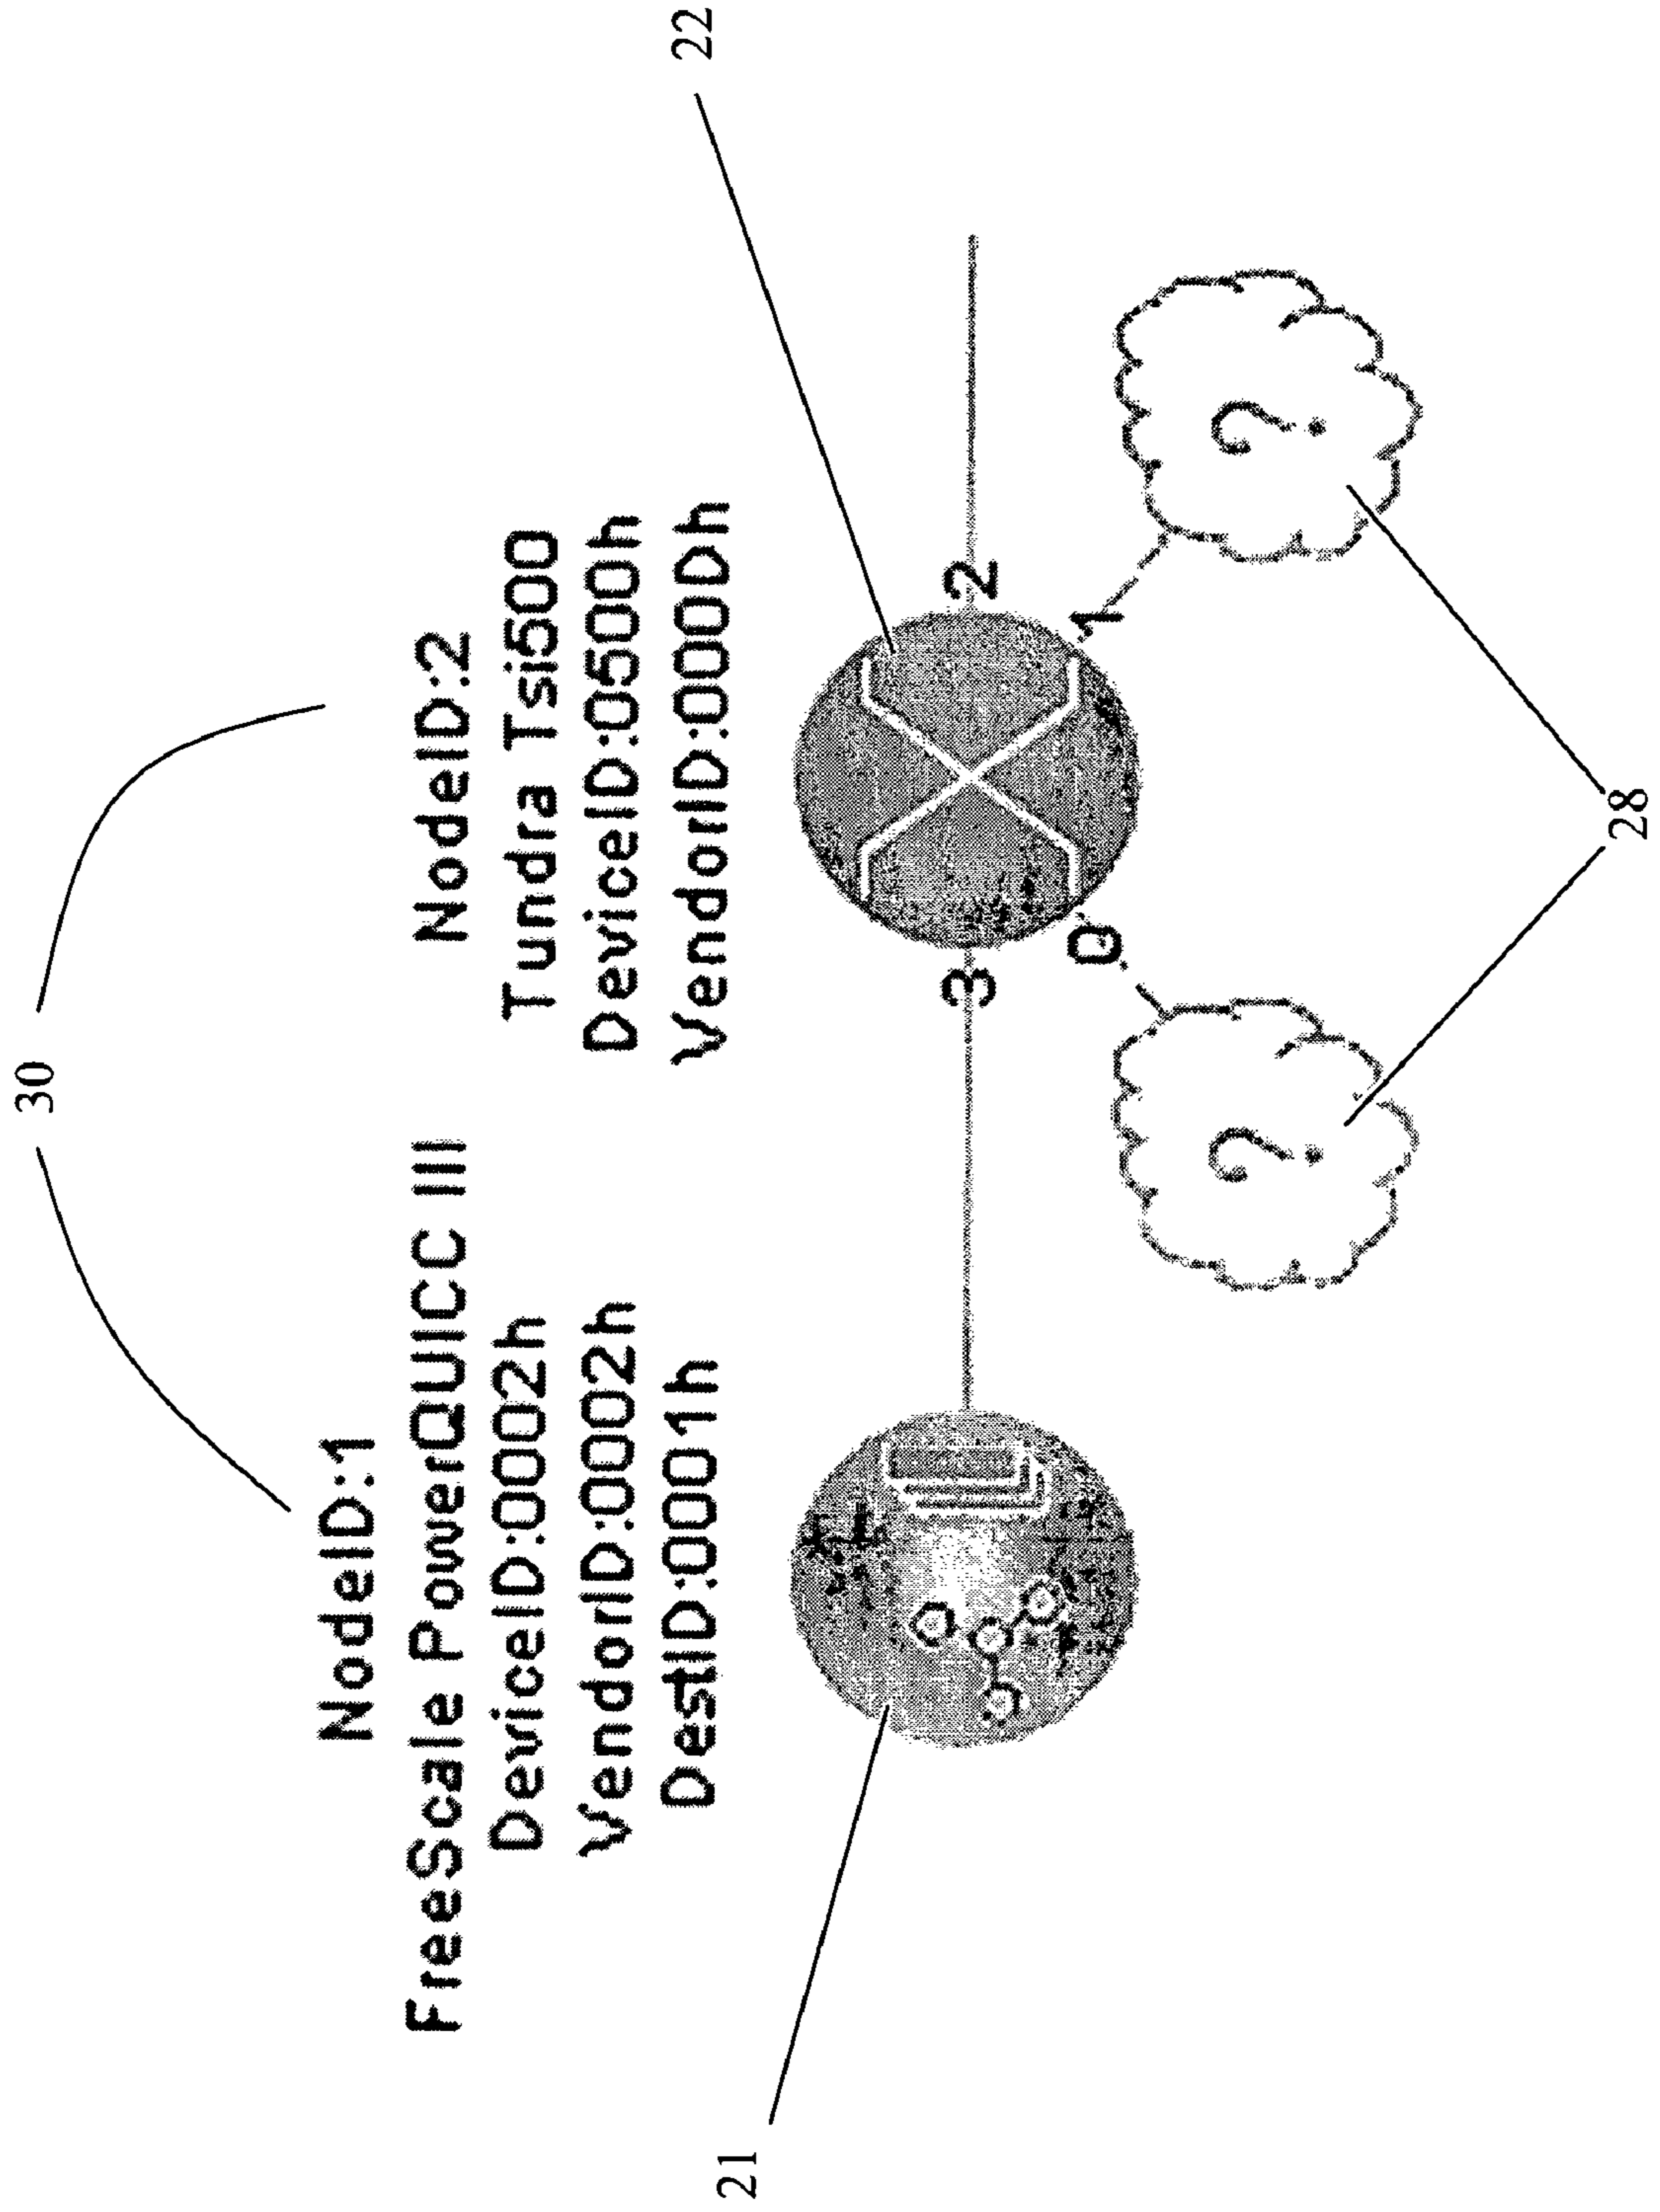 30
NodeID:1
FreeScale PowerQUICC III
DeviceID:0002h
VendorID:0002h
DestID:0001h
NodeID:2
Tundra Tsi500
DeviceID:0500h
VendorID:000Dh
22
21
3
2
0
1
?
?
28